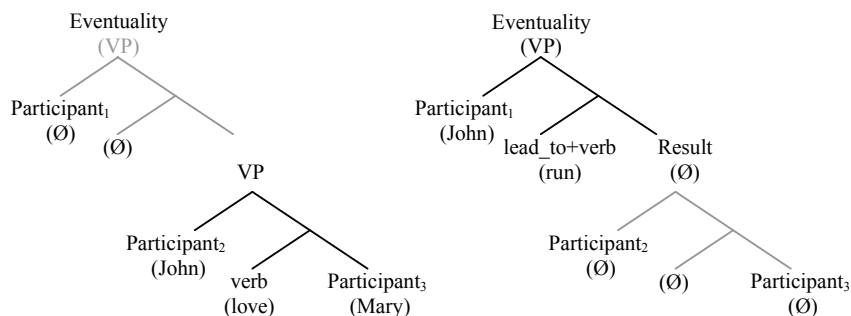 Eventuality
(VP)
Participant₁
(Ø)
(Ø)
VP
Participant₂
(John)
verb
(love)
Participant₃
(Mary)
Eventuality
(VP)
Participant₁
(John)
lead_to+verb
(run)
Result
(Ø)
Participant₂
(Ø)
(Ø)
Participant₃
(Ø)